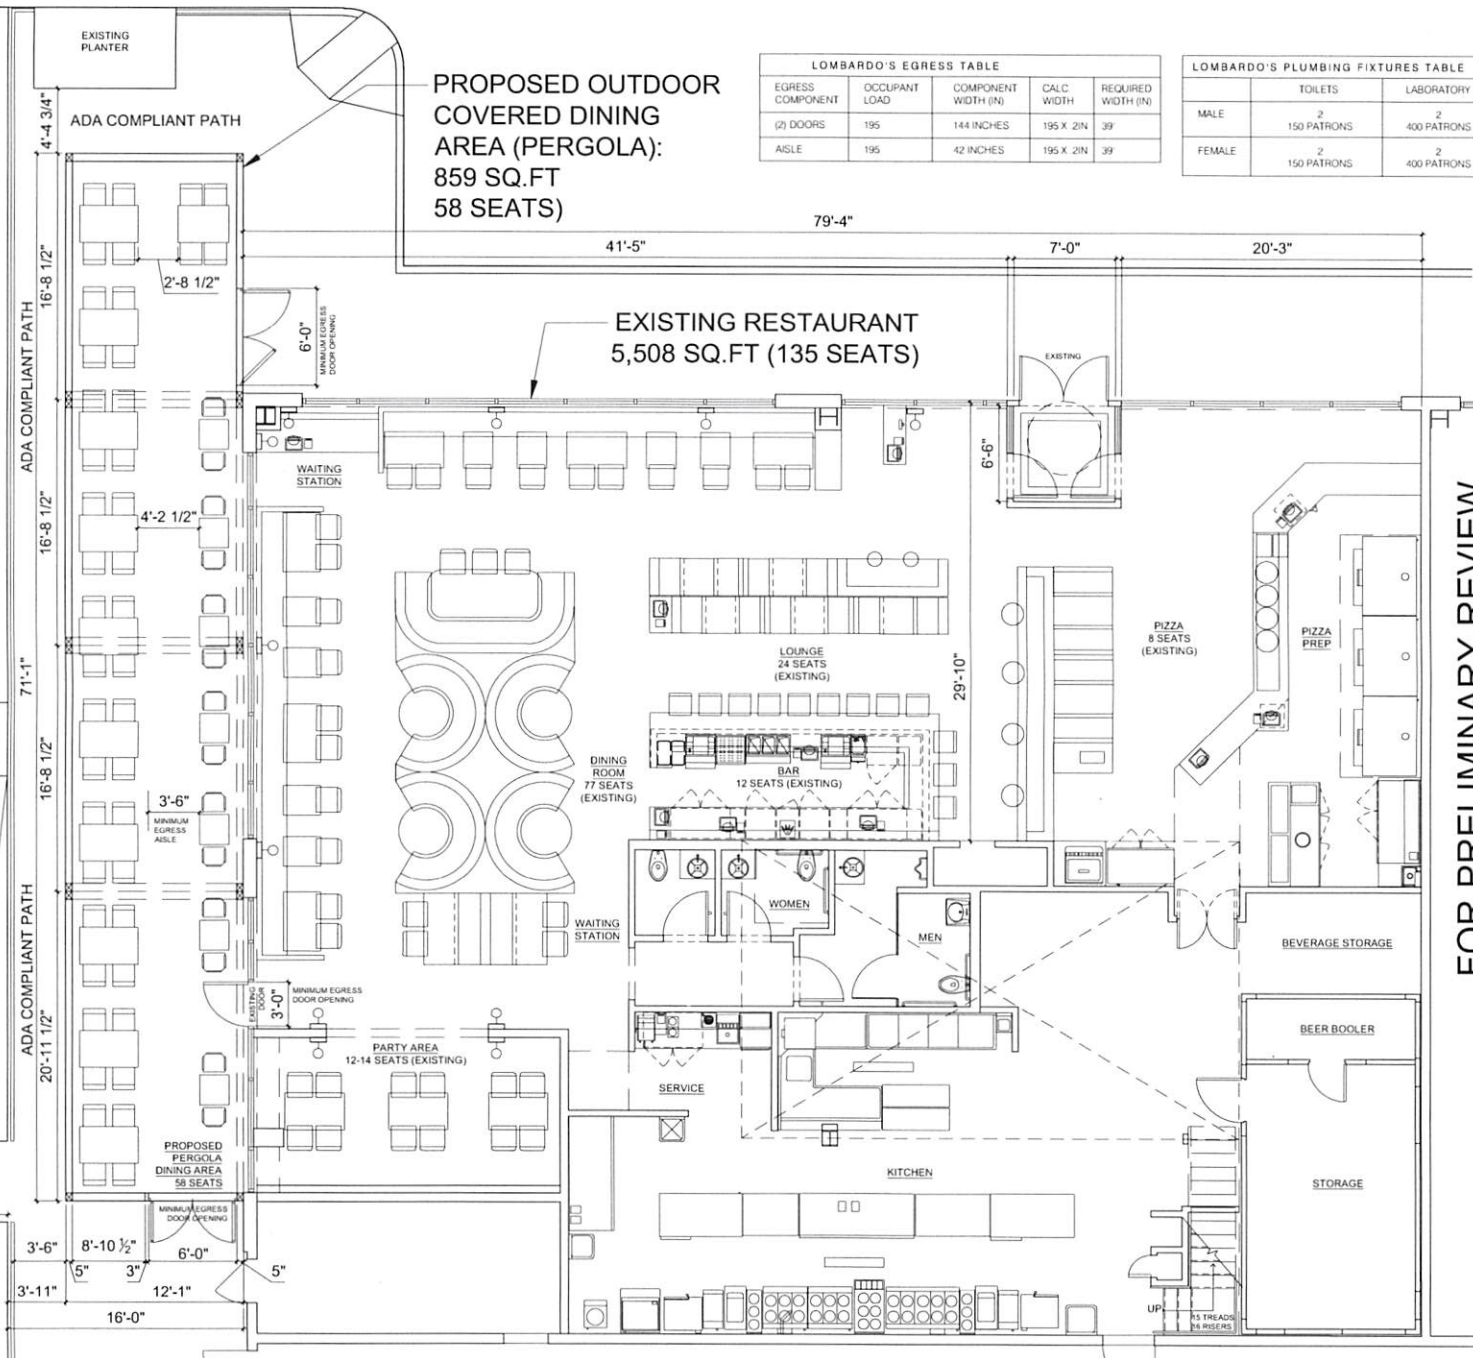 EXISTING
PLANTER
4'-4 3/4"
ADA COMPLIANT PATH
PROPOSED OUTDOOR
COVERED DINING
AREA (PERGOLA):
859 SQ.FT
58 SEATS)
LOMBARDO'S EGRESS TABLE
EGRESS COMPONENT OCCUPANT LOAD COMPONENT WIDTH (IN) CALC WIDTH REQUIRED WIDTH (IN)
(2) DOORS 195 144 INCHES 195 X .2IN 39"
AISLE 195 42 INCHES 195 X .2IN 39"
LOMBARDO'S PLUMBING FIXTURES TABLE
TOILETS LABORATORY
MALE 2 150 PATRONS 2 400 PATRONS
FEMALE 2 150 PATRONS 2 400 PATRONS
79'-4"
41'-5"
7'-0"
20'-3"
16'-8 1/2"
2'-8 1/2"
6'-0"
MINIMUM EGRESS
DOOR OPENING
EXISTING RESTAURANT
5,508 SQ.FT (135 SEATS)
EXISTING
ADA COMPLIANT PATH
WAITING
STATION
6'-6"
16'-8 1/2"
4'-2 1/2"
FOR PRELIMINARY REVIEW
71'-1"
LOUNGE
24 SEATS
(EXISTING)
29'-10"
PIZZA
8 SEATS
(EXISTING)
PIZZA
PREP
16'-8 1/2"
3'-6"
MINIMUM
EGRESS
AISLE
DINING
ROOM
77 SEATS
(EXISTING)
BAR
12 SEATS (EXISTING)
ADA COMPLIANT PATH
WAITING
STATION
WOMEN
MEN
BEVERAGE STORAGE
20'-11 1/2"
EXISTING
DOOR
3'-0"
MINIMUM EGRESS
DOOR OPENING
BEER BOOLER
PARTY AREA
12-14 SEATS (EXISTING)
SERVICE
PROPOSED
PERGOLA
DINING AREA
58 SEATS
KITCHEN
STORAGE
MINIMUM EGRESS
DOOR OPENING
3'-6"
8'-10 ½"
6'-0"
5"
3"
5"
3'-11"
12'-1"
16'-0"
UP
15 TREADS
16 RISERS